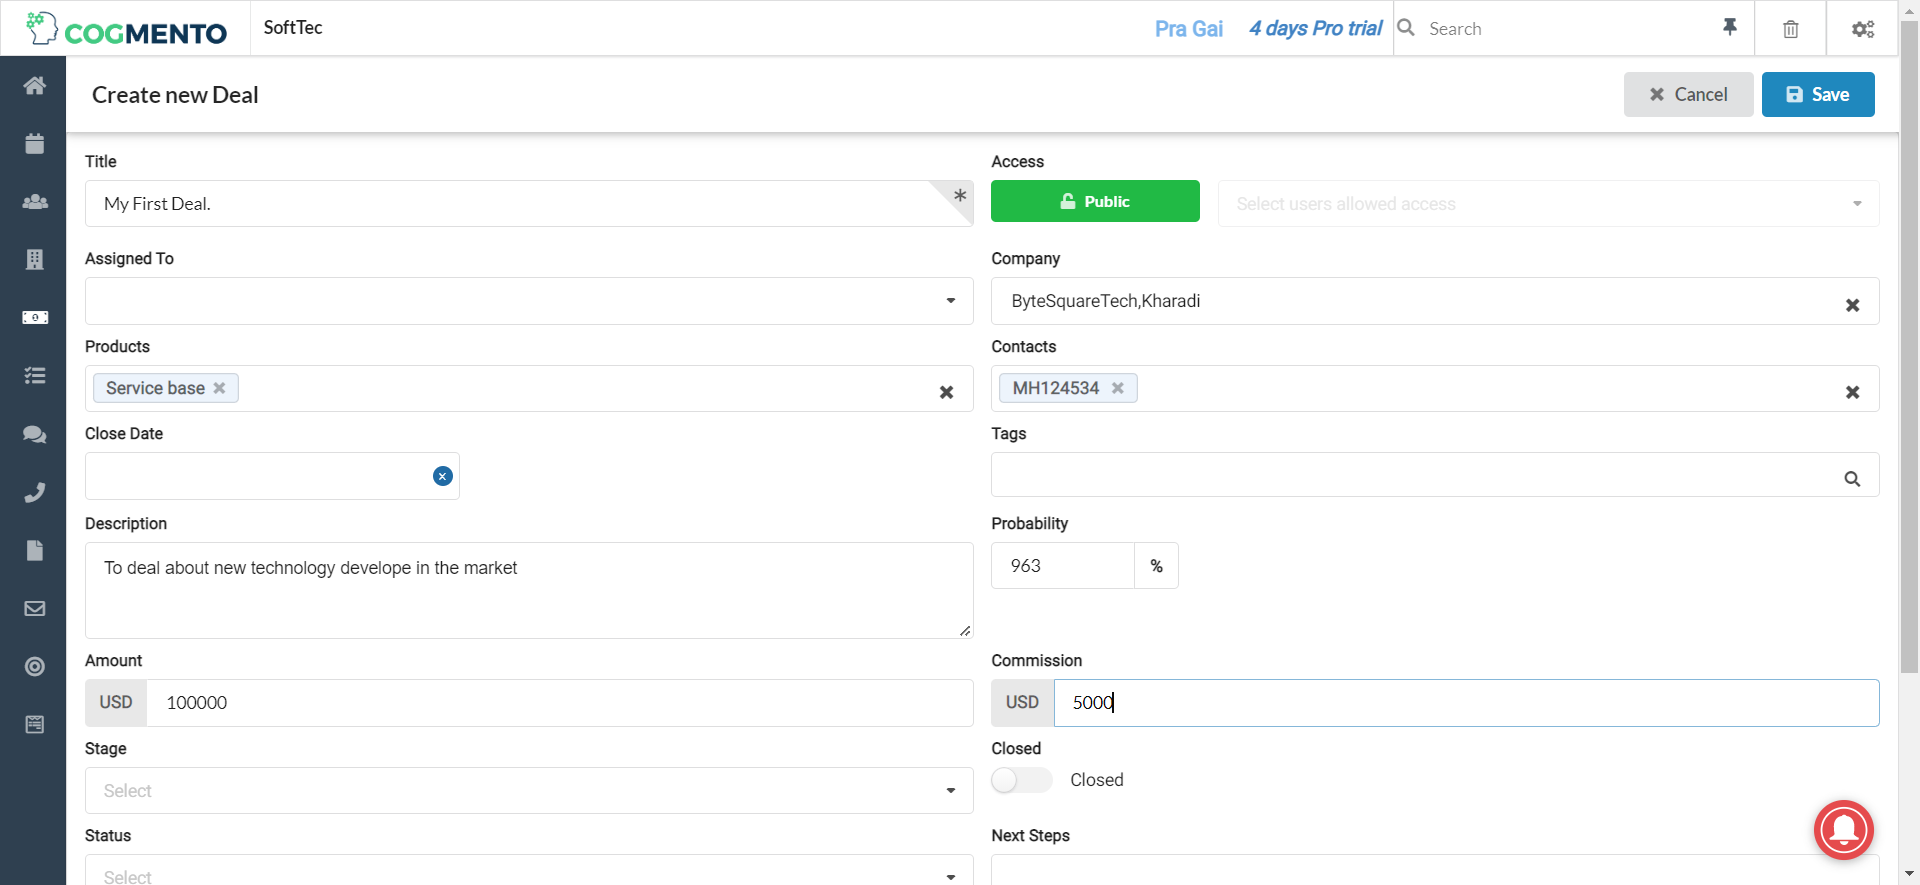 COGMENTO
SoftTec
Pra Gai
4 days Pro trial
Search
Create new Deal
Cancel
Save
Title
My First Deal.
*
Access
Public
Select users allowed access
Assigned To
Company
ByteSquareTech,Kharadi
Products
Service base
Contacts
MH124534
Close Date
Tags
Description
To deal about new technology develope in the market
Probability
963
%
Amount
USD
100000
Commission
USD
5000
Stage
Select
Closed
Closed
Status
Select
Next Steps